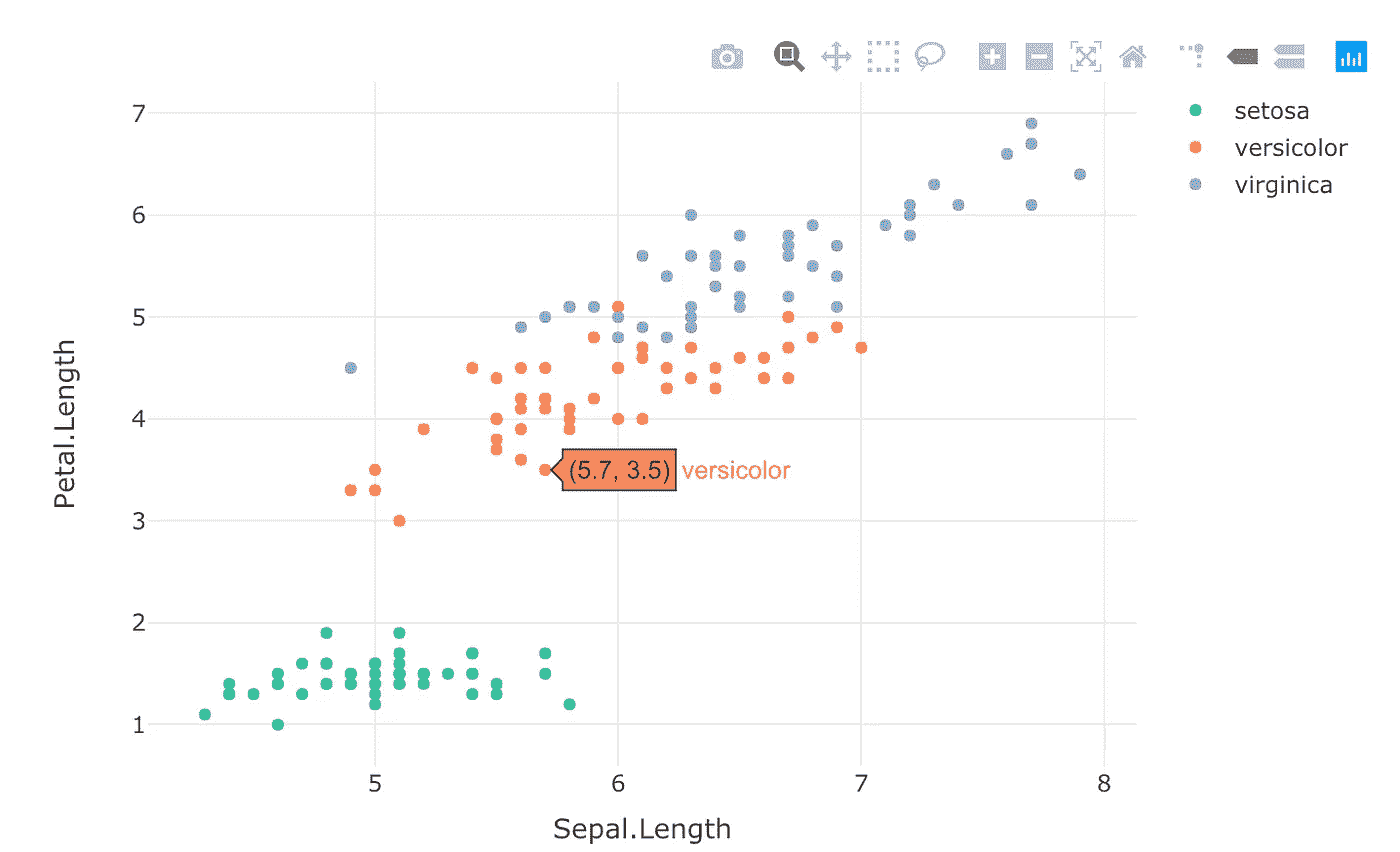 setosa
versicolor
virginica
7
6
5
4
3
2
1
Petal.Length
(5.7, 3.5) versicolor
5 6 7 8
Sepal.Length